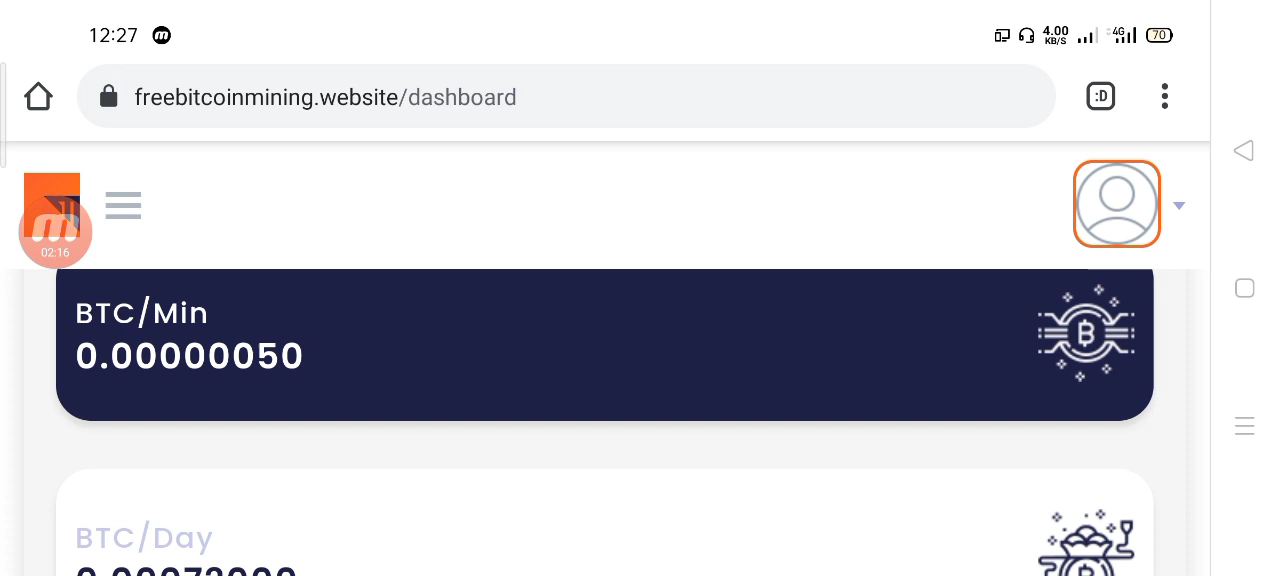 12:27
4.00
KB/S
4G
70
freebitcoinmining.website/dashboard
:D
m
02:16
BTC/Min
0.00000050
BTC/Day